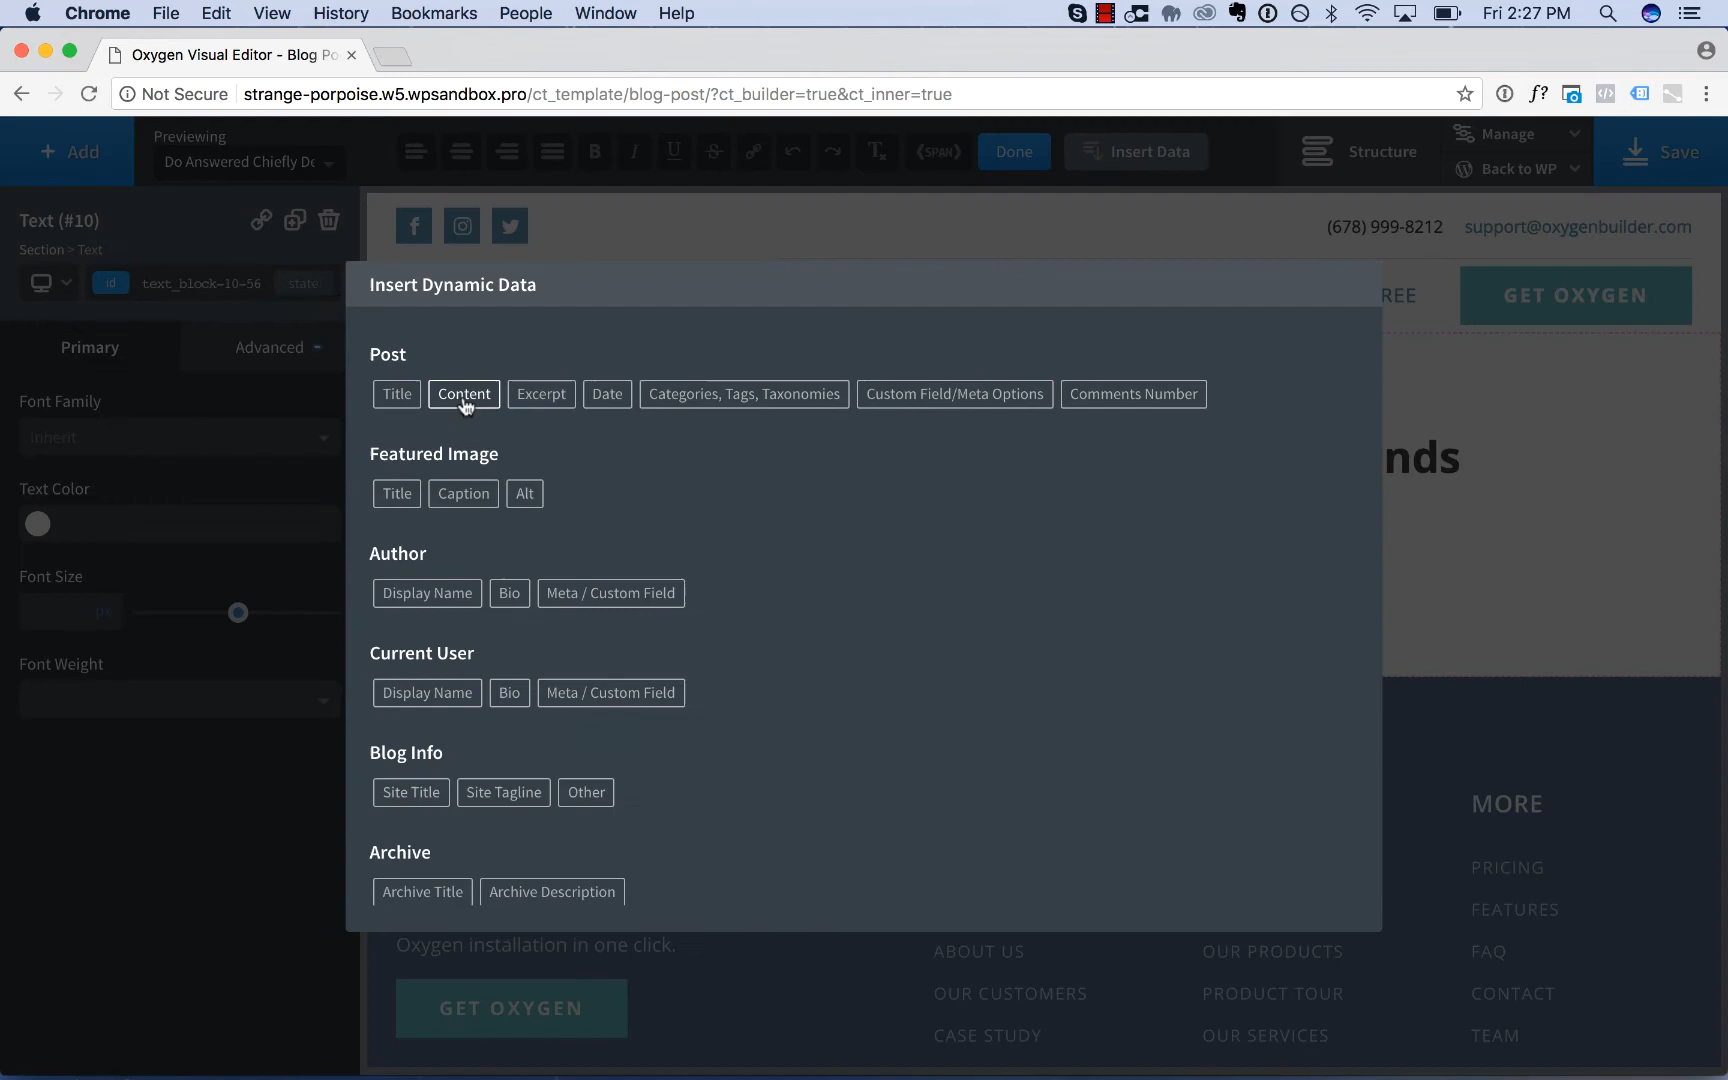 Chrome File Edit View History Bookmarks People Window Help Fri 2:27 PM
Oxygen Visual Editor - Blog Po
Not Secure strange-porpoise.w5.wpsandbox.pro/ct_template/blog-post/?ct_builder=true&ct_inner=true
+ Add
Previewing
Do Answered Chiefly De
B I U S <SPAN> Done Insert Data Structure
Manage
Back to WP
Save
Text (#10)
Section > Text
id text_block-10-56 state
Primary Advanced
Font Family
Inherit
Text Color
Font Size
px
Font Weight
(678) 999-8212 support@oxygenbuilder.com
REE GET OXYGEN
nds
Insert Dynamic Data
Post
Title Content Excerpt Date Categories, Tags, Taxonomies Custom Field/Meta Options Comments Number
Featured Image
Title Caption Alt
Author
Display Name Bio Meta / Custom Field
Current User
Display Name Bio Meta / Custom Field
Blog Info
Site Title Site Tagline Other
Archive
Archive Title Archive Description
Oxygen installation in one click.
GET OXYGEN
ABOUT US
OUR CUSTOMERS
CASE STUDY
OUR PRODUCTS
PRODUCT TOUR
OUR SERVICES
MORE
PRICING
FEATURES
FAQ
CONTACT
TEAM